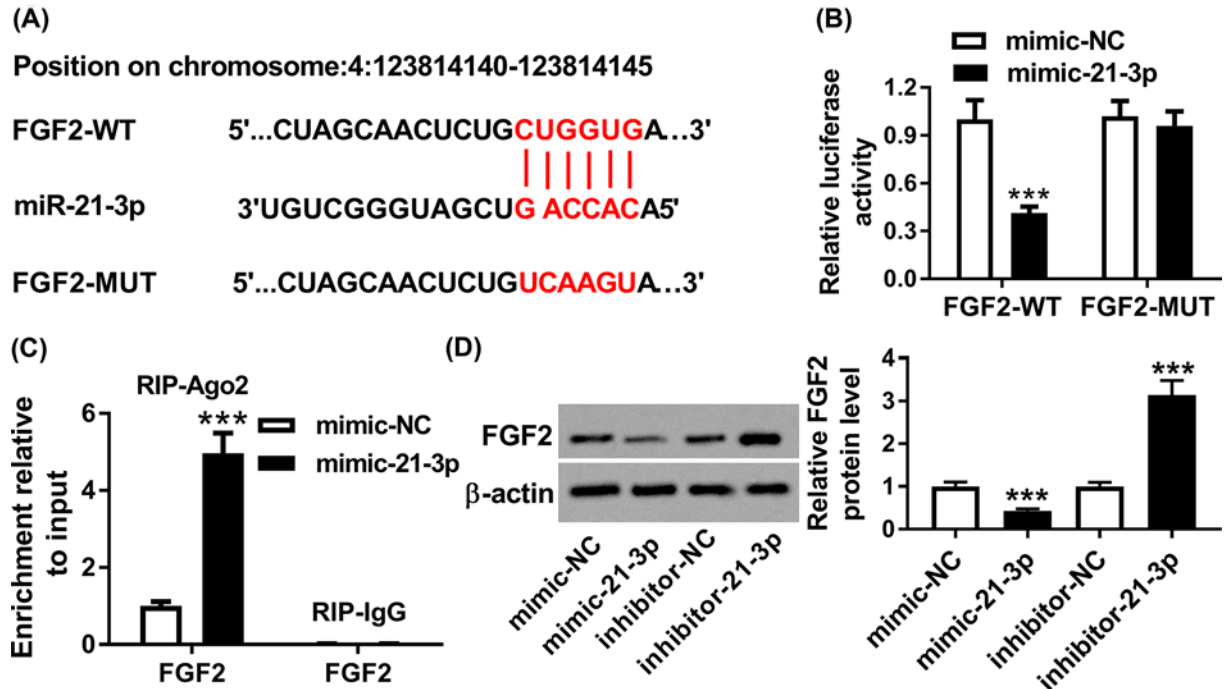 (A)
Position on chromosome:4:123814140-123814145
FGF2-WT 5'...CUAGCAACUCUGCUGGUGA...3'
miR-21-3p 3'UGUCGGGUAGCUG ACCACA5'
FGF2-MUT 5'...CUAGCAACUCUGUCAAGUA...3'
(B)
mimic-NC
mimic-21-3p
Relative luciferase
activity
1.2
0.9
0.6
0.3
0.0
***
FGF2-WT FGF2-MUT
(C)
RIP-Ago2
***
mimic-NC
mimic-21-3p
Enrichment relative
to input
6
4
2
0
RIP-IgG
FGF2 FGF2
(D)
FGF2
β-actin
mimic-NC
mimic-21-3p
inhibitor-NC
inhibitor-21-3p
Relative FGF2
protein level
4
3
2
1
0
***
***
mimic-NC
mimic-21-3p
inhibitor-NC
inhibitor-21-3p